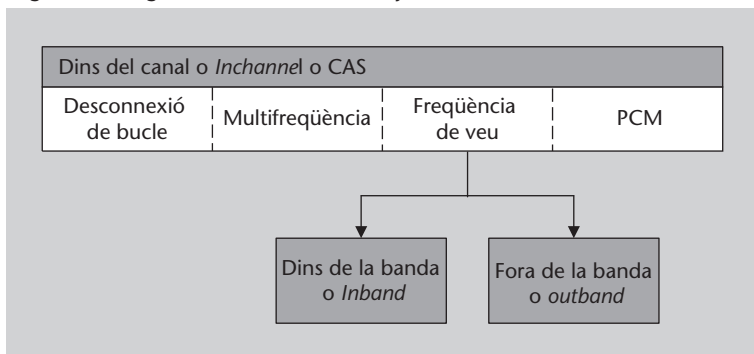 Dins del canal o Inchannel o CAS
Desconnexió
de bucle
Multifreqüència
Freqüència
de veu
PCM
Dins de la banda
o Inband
Fora de la banda
o outband